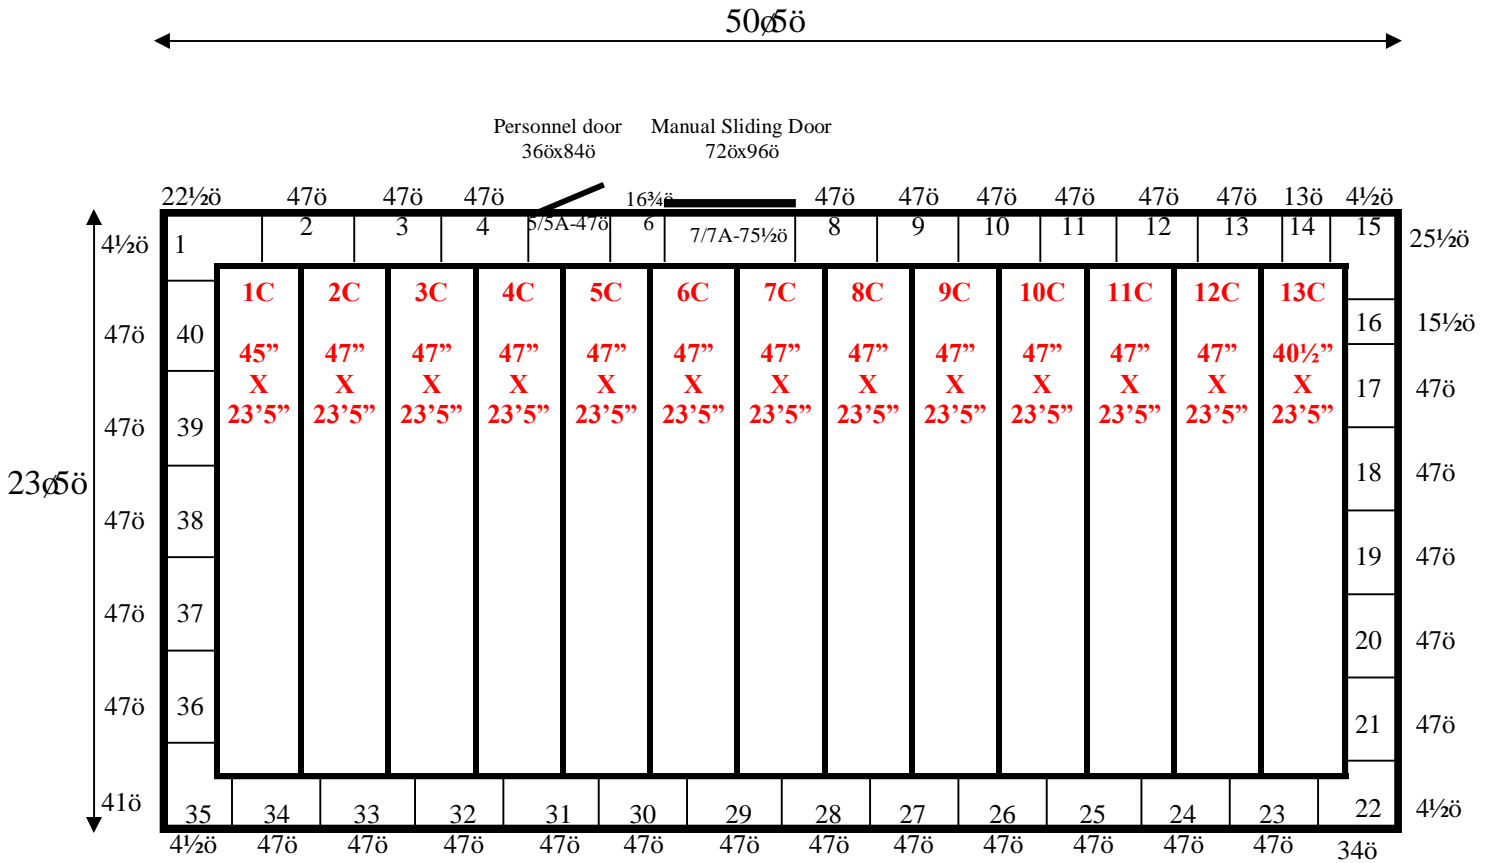 50ø5ö
Personnel door Manual Sliding Door
36öx84ö 72öx96ö
22½ö 47ö 47ö 47ö 16¾ö 47ö 47ö 47ö 47ö 47ö 47ö 13ö 4½ö
1 2 3 4 5/5A-47ö 6 7/7A-75½ö 8 9 10 11 12 13 14 15
4½ö 25½ö
1C 2C 3C 4C 5C 6C 7C 8C 9C 10C 11C 12C 13C
47ö 40 16 15½ö
45” 47” 47” 47” 47” 47” 47” 47” 47” 47” 47” 47” 40½”
X X X X X X X X X X X X X
23’5” 23’5” 23’5” 23’5” 23’5” 23’5” 23’5” 23’5” 23’5” 23’5” 23’5” 23’5” 23’5”
17 47ö
47ö 39
18 47ö
23ø5ö
47ö 38
19 47ö
47ö 37
20 47ö
47ö 36
21 47ö
41ö 22 4½ö
35 34 33 32 31 30 29 28 27 26 25 24 23
4½ö 47ö 47ö 47ö 47ö 47ö 47ö 47ö 47ö 47ö 47ö 47ö 47ö 34ö